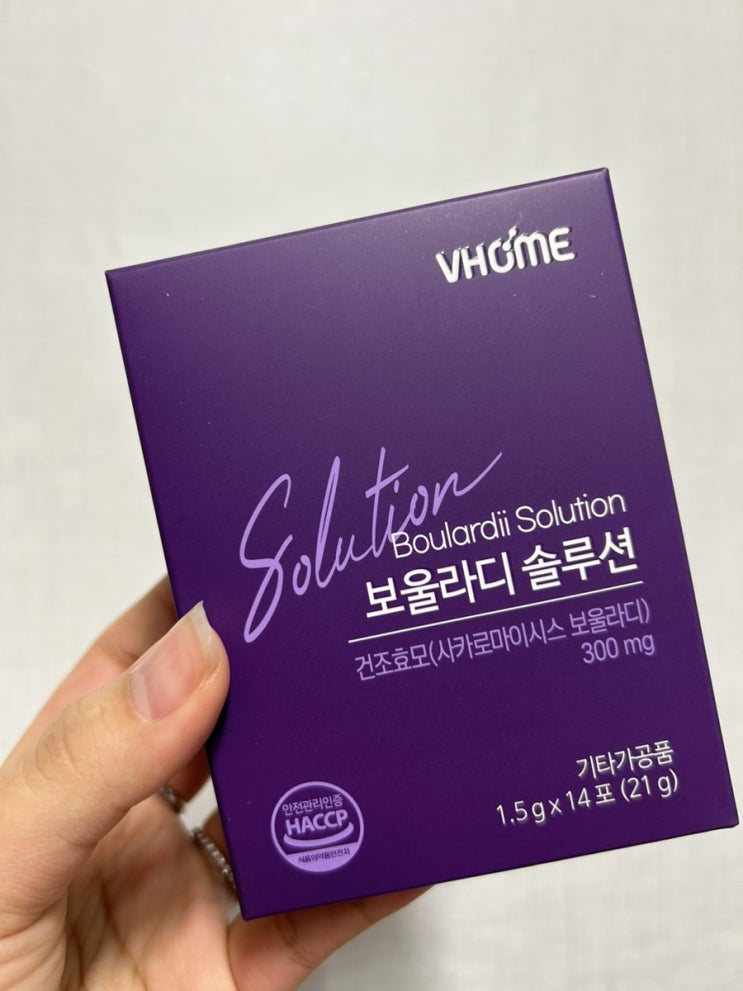 VHOME
Solution
Boulardii Solution
보울라디 솔루션
건조효모(사카로마이시스 보울라디)
300 mg
기타가공품
1.5 g x 14 포 (21 g)
안전관리인증
HACCP
식품의약품안전처